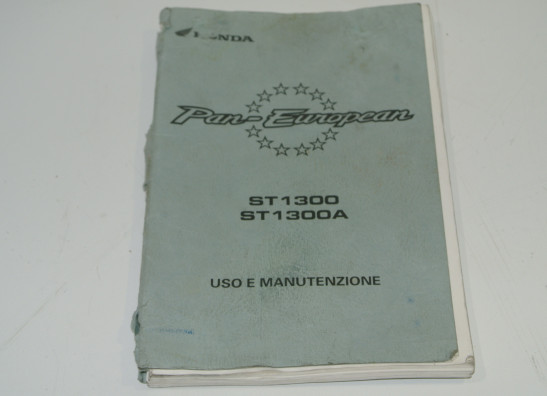 HONDA
Pan-European
ST1300
ST1300A
USO E MANUTENZIONE